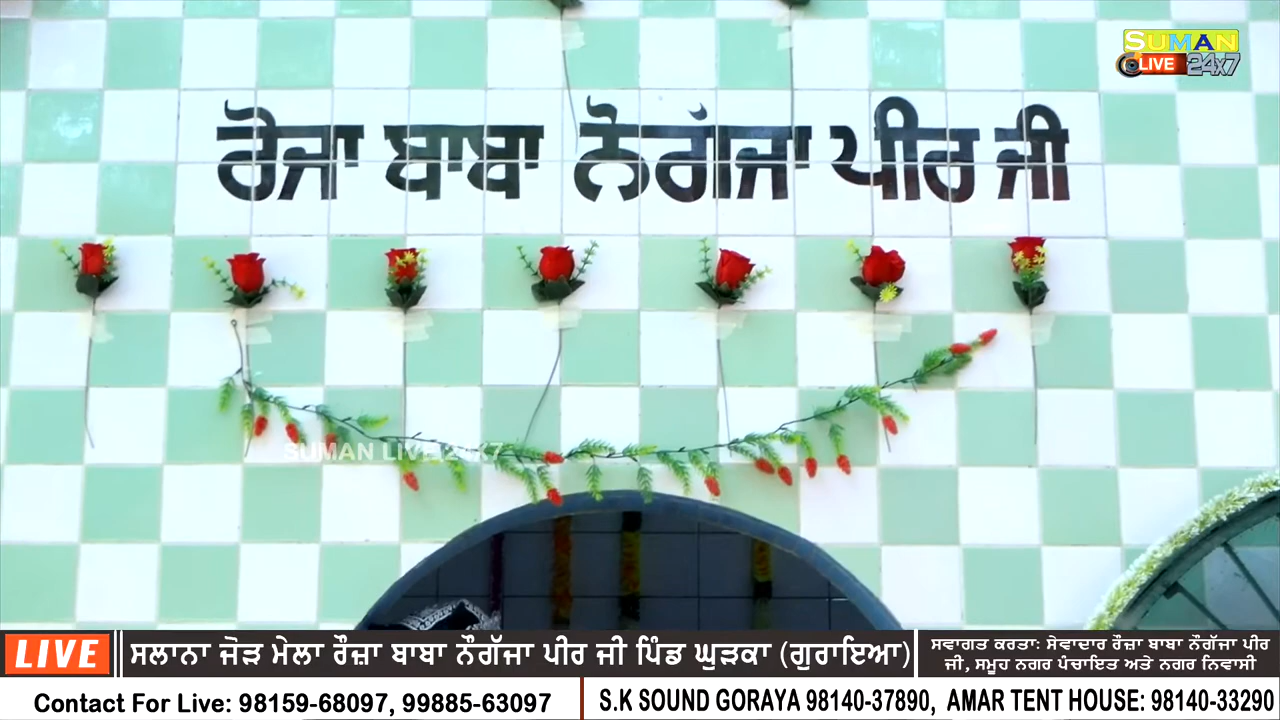 SUMAN
LIVE 24x7
ਰੋਜਾ ਬਾਬਾ ਨੋਗੱਜਾ ਪੀਰ ਜੀ
SUMAN LIVE 24X7
LIVE
ਸਲਾਨਾ ਜੋੜ ਮੇਲਾ ਰੌਜ਼ਾ ਬਾਬਾ ਨੌਗੱਜਾ ਪੀਰ ਜੀ ਪਿੰਡ ਘੁੜਕਾ (ਗੁਰਾਇਆ)
ਸਵਾਗਤ ਕਰਤਾ: ਸੇਵਾਦਾਰ ਰੌਜ਼ਾ ਬਾਬਾ ਨੌਗੱਜਾ ਪੀਰ
ਜੀ, ਸਮੂਹ ਨਗਰ ਪੰਚਾਇਤ ਅਤੇ ਨਗਰ ਨਿਵਾਸੀ
Contact For Live: 98159-68097, 99885-63097
S.K SOUND GORAYA 98140-37890, AMAR TENT HOUSE: 98140-33290